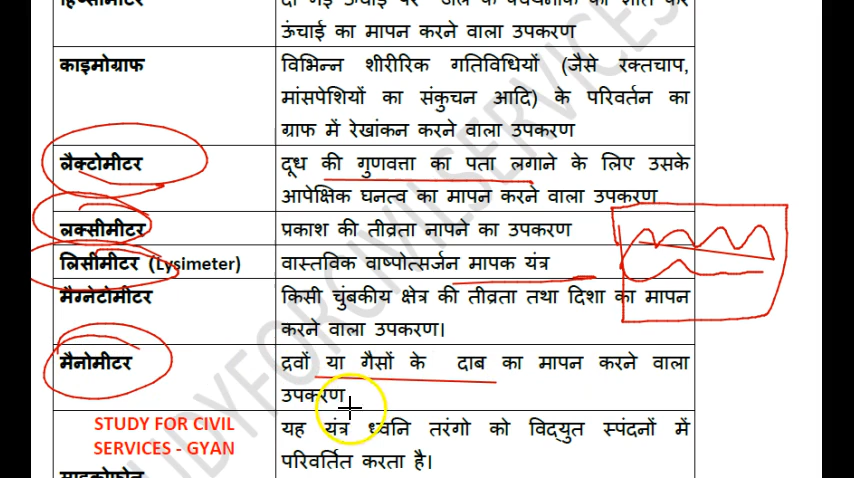 ऊंचाई का मापन करने वाला उपकरण
काइमोग्राफ
विभिन्न शीरीरिक गतिविधियों (जैसे रक्तचाप,
मांसपेशियों का संकुचन आदि) के परिवर्तन का
ग्राफ में रेखांकन करने वाला उपकरण
लैक्टोमीटर
दूध की गुणवत्ता का पता लगाने के लिए उसके
आपेक्षिक घनत्व का मापन करने वाला उपकरण
लक्सीमीटर
प्रकाश की तीव्रता नापने का उपकरण
लिसीमीटर (Lysimeter)
वास्तविक वाष्पोत्सर्जन मापक यंत्र
मैग्नेटोमीटर
किसी चुंबकीय क्षेत्र की तीव्रता तथा दिशा का मापन
करने वाला उपकरण।
मैनोमीटर
द्रवों या गैसों के दाब का मापन करने वाला
उपकरण
STUDY FOR CIVIL
SERVICES - GYAN
यह यंत्र ध्वनि तरंगो को विद्युत स्पंदनों में
परिवर्तित करता है।
STUDYFORCIVILSERVICES